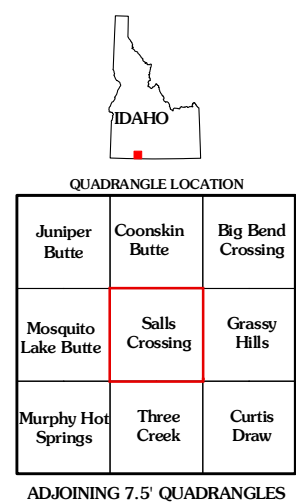 IDAHO
QUADRANGLE LOCATION
Juniper
Butte
Coonskin
Butte
Big Bend
Crossing
Mosquito
Lake Butte
Salls
Crossing
Grassy
Hills
Murphy Hot
Springs
Three
Creek
Curtis
Draw
ADJOINING 7.5' QUADRANGLES